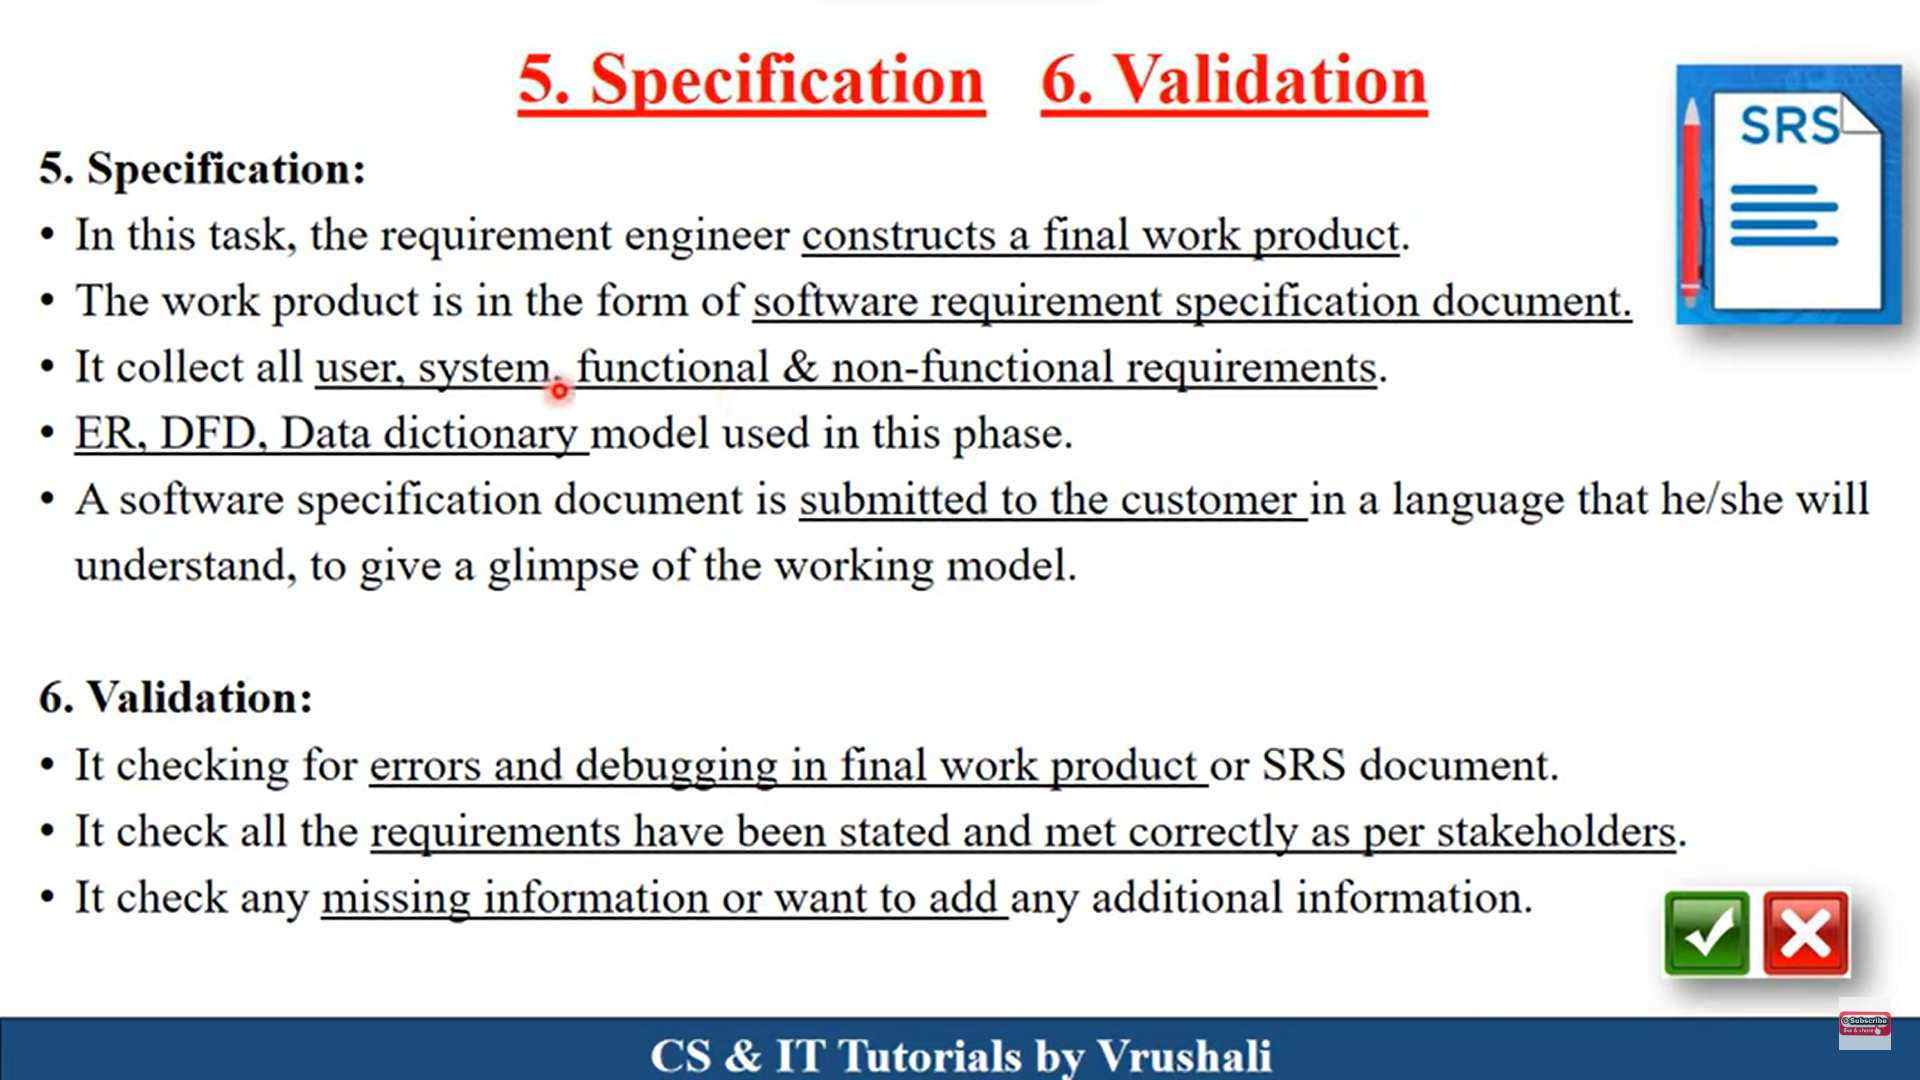 5. Specification 6. Validation
SRS
5. Specification:
• In this task, the requirement engineer constructs a final work product.
• The work product is in the form of software requirement specification document.
• It collect all user, system, functional & non-functional requirements.
• ER, DFD, Data dictionary model used in this phase.
• A software specification document is submitted to the customer in a language that he/she will
understand, to give a glimpse of the working model.
6. Validation:
• It checking for errors and debugging in final work product or SRS document.
• It check all the requirements have been stated and met correctly as per stakeholders.
• It check any missing information or want to add any additional information.
Subscribe
CS & IT Tutorials by Vrushali